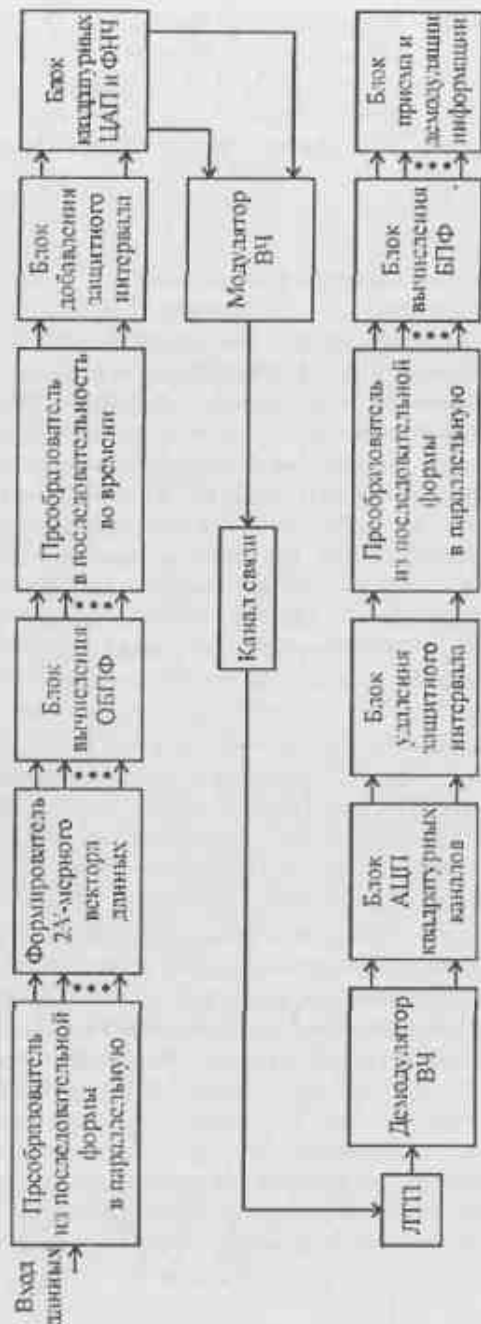 Вход
данных
Преобразователь
из последовательной
формы
в параллельную
Формирователь
2N-мерного
вектора
данных
Блок
вычисления
ОБПФ
Преобразователь
в последовательность
во времени
Блок
добавления
защитного
интервала
Блок
квадратурных
ЦАП и ФНЧ
Модулятор
ВЧ
Канал связи
ЛТП
Демодулятор
ВЧ
Блок
АЦП
квадратурных
каналов
Блок
удаления
защитного
интервала
Преобразователь
из последовательной
формы
в параллельную
Блок
вычисления
БПФ
Блок
приема и
демодуляции
информации